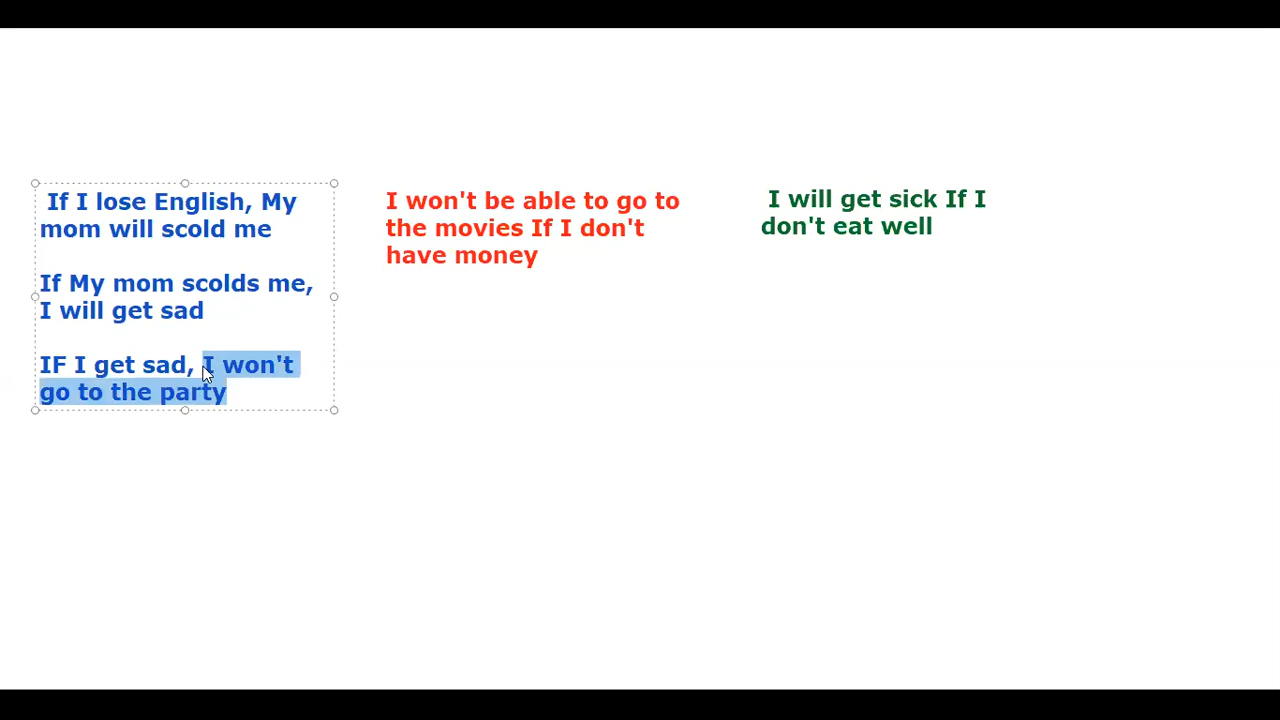 If I lose English, My
mom will scold me
If My mom scolds me,
I will get sad
IF I get sad, I won't
go to the party
I won't be able to go to
the movies If I don't
have money
I will get sick If I
don't eat well